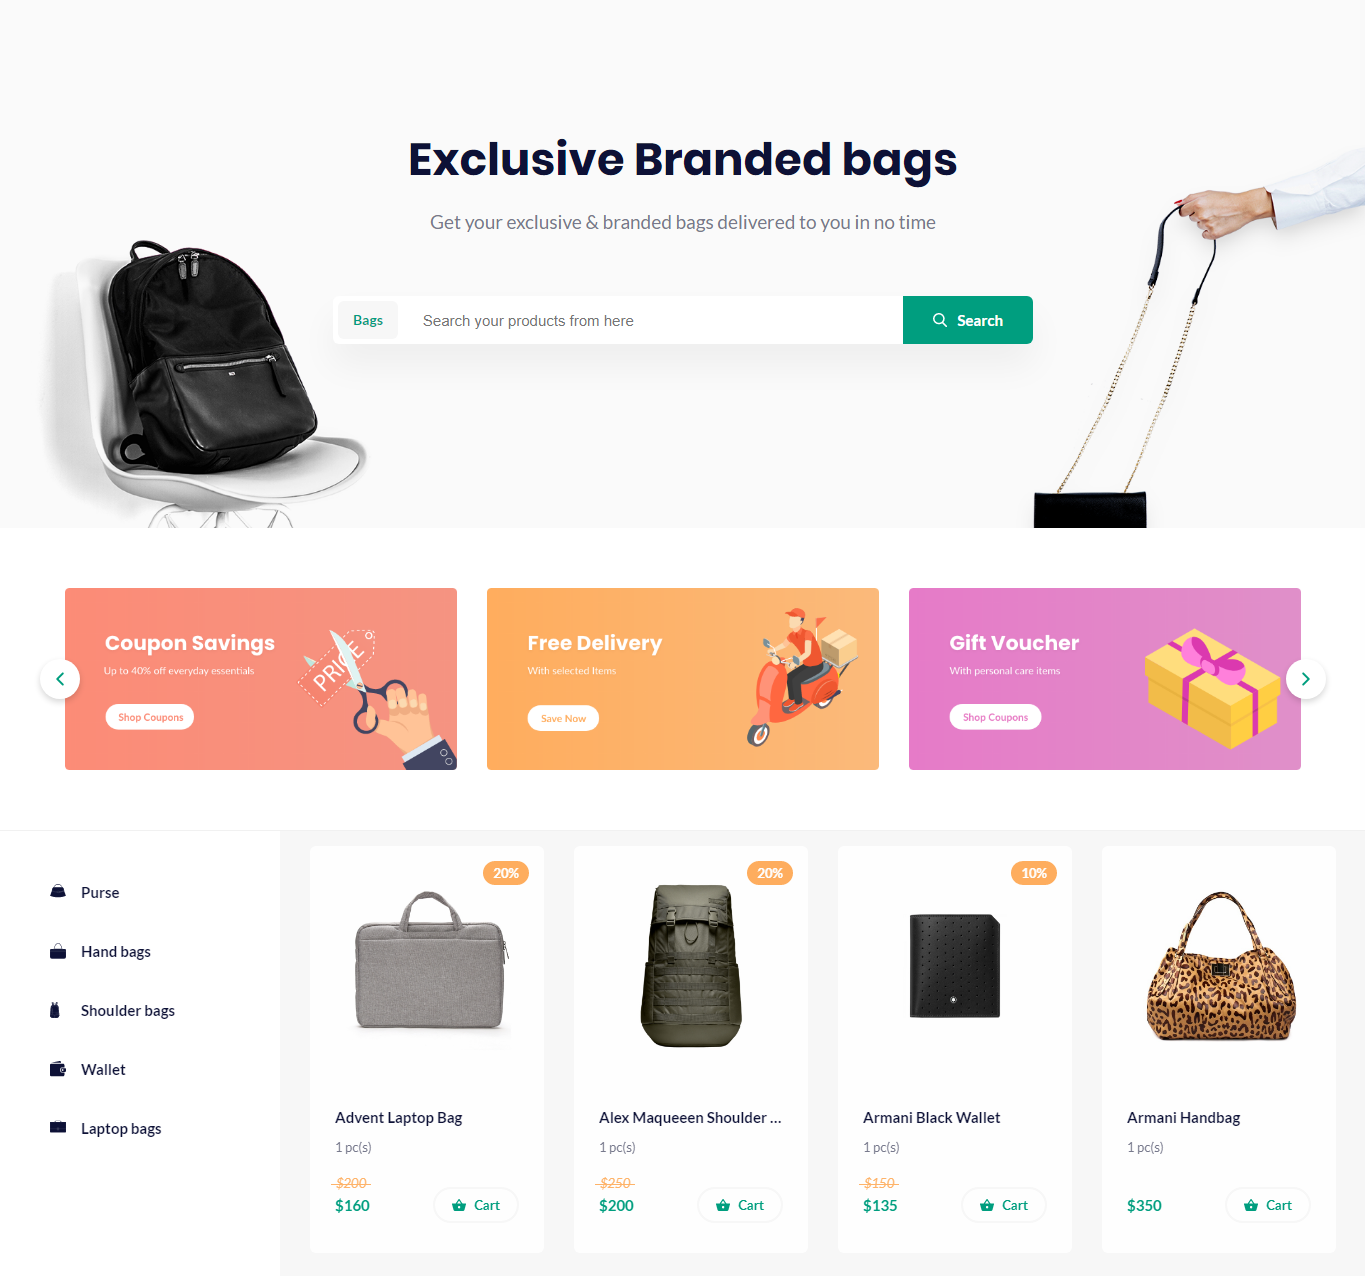 Exclusive Branded bags
Get your exclusive & branded bags delivered to you in no time
Bags
Search your products from here
Search
Coupon Savings
Up to 40% off everyday essentials
Shop Coupons
PRICE
Free Delivery
With selected Items
Save Now
Gift Voucher
With personal care items
Shop Coupons
Purse
Hand bags
Shoulder bags
Wallet
Laptop bags
20%
Advent Laptop Bag
1 pc(s)
$200
$160
Cart
20%
Alex Maqueeen Shoulder ...
1 pc(s)
$250
$200
Cart
10%
Armani Black Wallet
1 pc(s)
$150
$135
Cart
Armani Handbag
1 pc(s)
$350
Cart